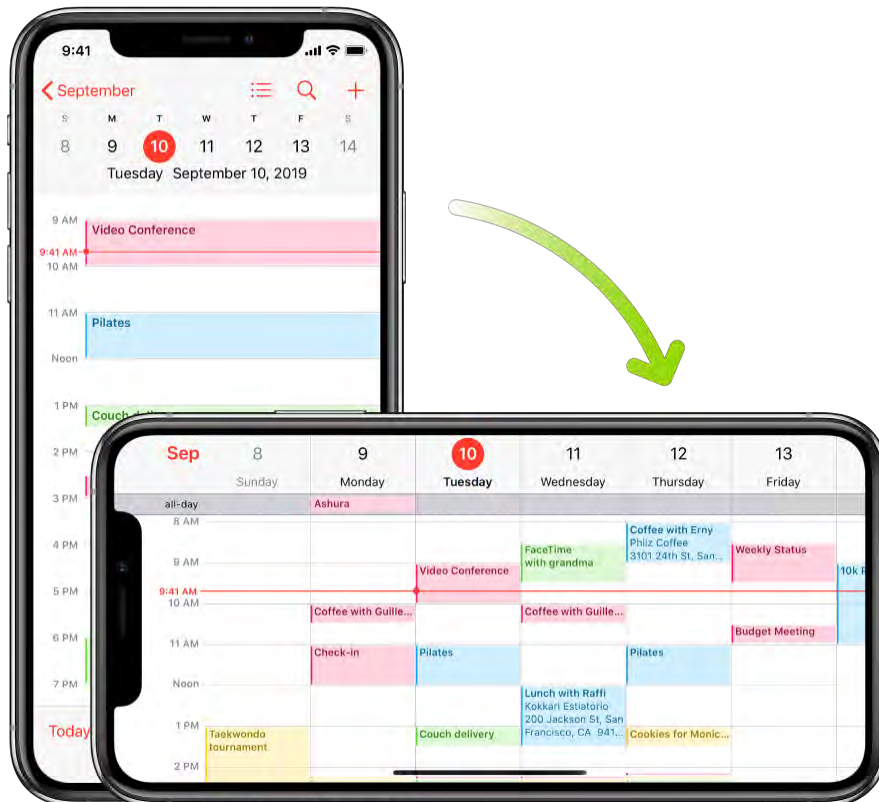 9:41
September
S M T W T F S
8 9 10 11 12 13 14
Tuesday September 10, 2019
9 AM
Video Conference
9:41 AM
10 AM
11 AM
Pilates
Noon
1 PM
Couch
2 PM
3 PM
4 PM
5 PM
6 PM
7 PM
Today
Sep 8 9 10 11 12 13
Sunday Monday Tuesday Wednesday Thursday Friday
all-day Ashura
8 AM
Coffee with Erny
Philz Coffee
3101 24th St, San...
FaceTime
with grandma
Weekly Status
9 AM
Video Conference
10k
9:41 AM
10 AM
Coffee with Guille...
Coffee with Guille...
Budget Meeting
11 AM
Check-in
Pilates
Pilates
Noon
Lunch with Raffi
Kokkari Estiatorio
200 Jackson St, San
Francisco, CA 941...
1 PM
Taekwondo
tournament
Couch delivery
Cookies for Monic...
2 PM